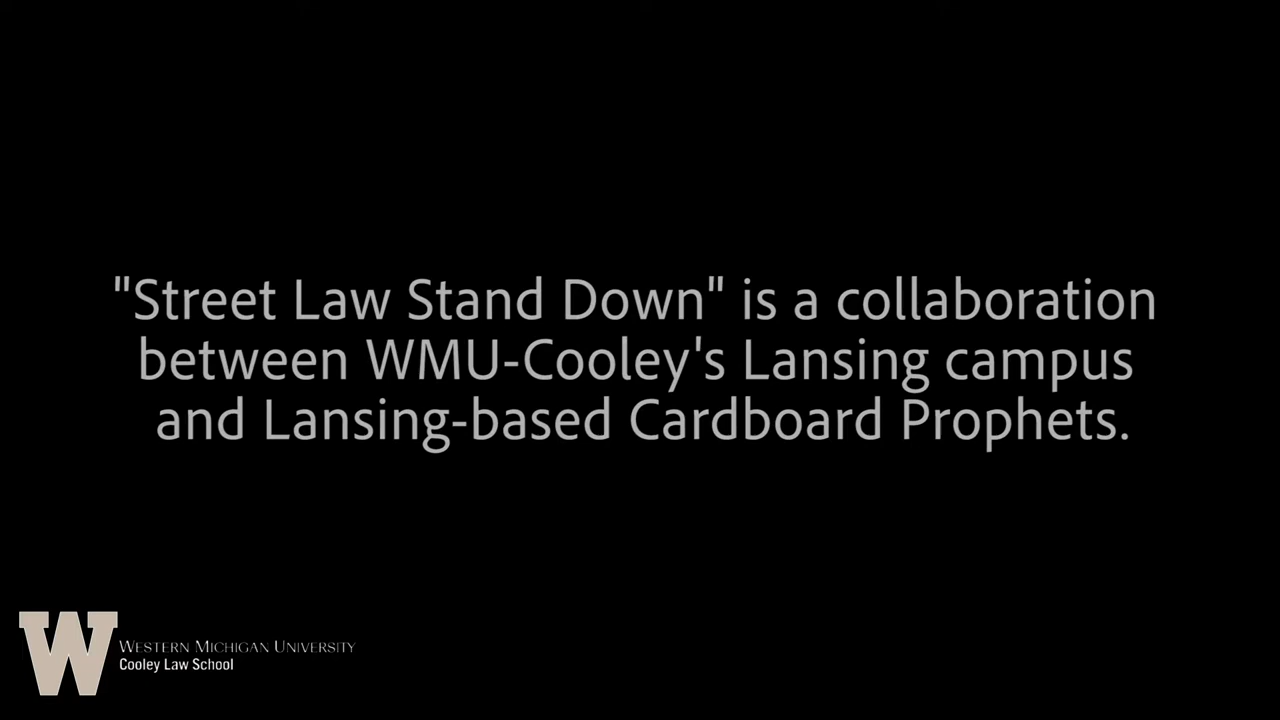 "Street Law Stand Down" is a collaboration
between WMU-Cooley's Lansing campus
and Lansing-based Cardboard Prophets.
W
WESTERN MICHIGAN UNIVERSITY
Cooley Law School